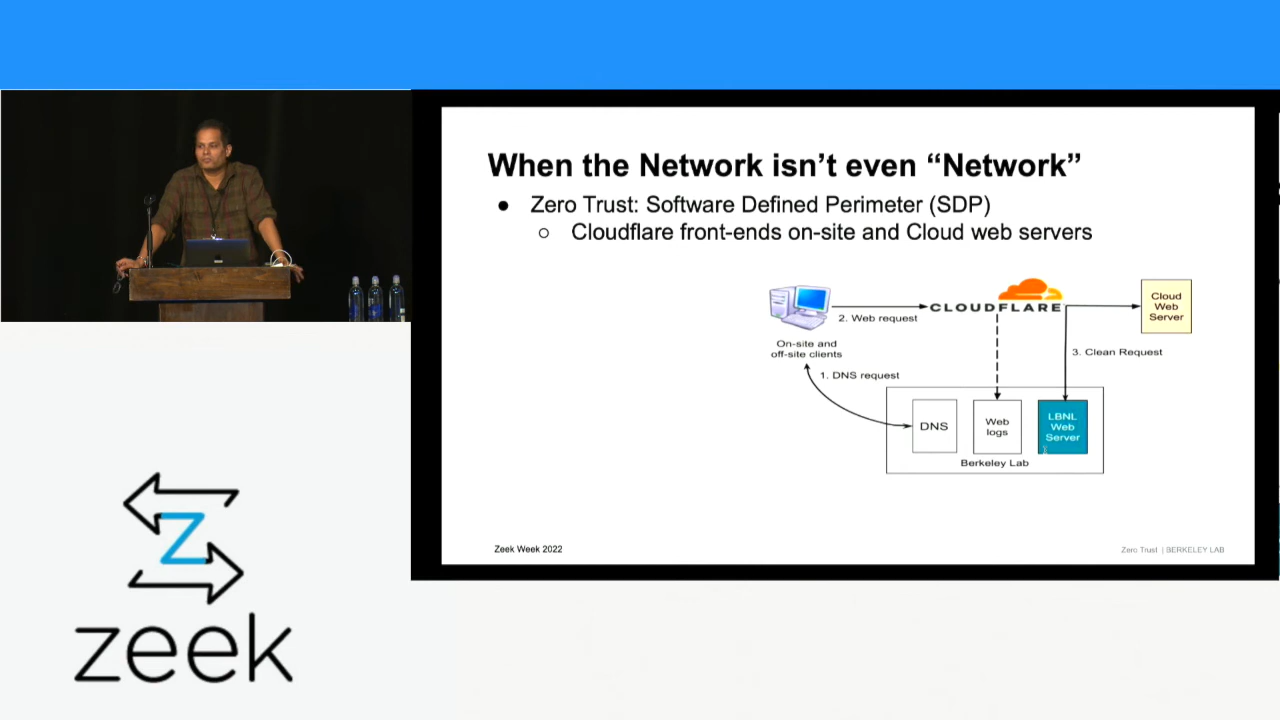 When the Network isn't even “Network”
● Zero Trust: Software Defined Perimeter (SDP)
○ Cloudflare front-ends on-site and Cloud web servers
CLOUDFLARE
Cloud
Web
Server
2. Web request
On-site and
off-site clients
3. Clean Request
1. DNS request
DNS
Web
logs
LBNL
Web
Server
Berkeley Lab
Zeek Week 2022
Zero Trust | BERKELEY LAB
Z
zeek